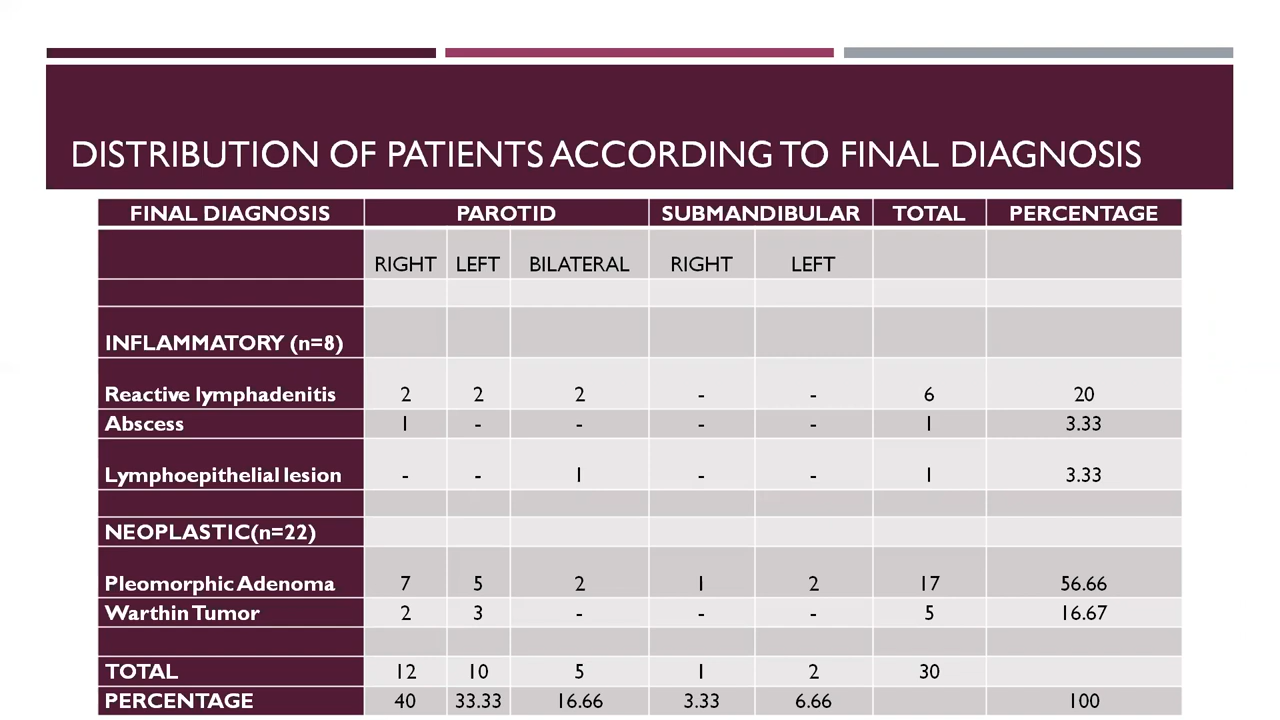 DISTRIBUTION OF PATIENTS ACCORDING TO FINAL DIAGNOSIS
FINAL DIAGNOSIS PAROTID SUBMANDIBULAR TOTAL PERCENTAGE
RIGHT LEFT BILATERAL RIGHT LEFT
INFLAMMATORY (n=8)
Reactive lymphadenitis 2 2 2 - - 6 20
Abscess 1 - - - - 1 3.33
Lymphoepithelial lesion - - 1 - - 1 3.33
NEOPLASTIC(n=22)
Pleomorphic Adenoma 7 5 2 1 2 17 56.66
Warthin Tumor 2 3 - - - 5 16.67
TOTAL 12 10 5 1 2 30
PERCENTAGE 40 33.33 16.66 3.33 6.66 100